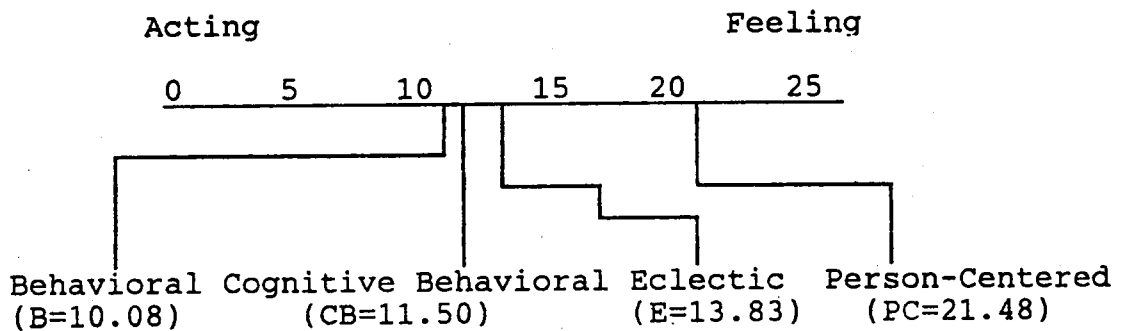 Acting Feeling
0 5 10 15 20 25
Behavioral Cognitive Behavioral Eclectic Person-Centered
(B=10.08) (CB=11.50) (E=13.83) (PC=21.48)